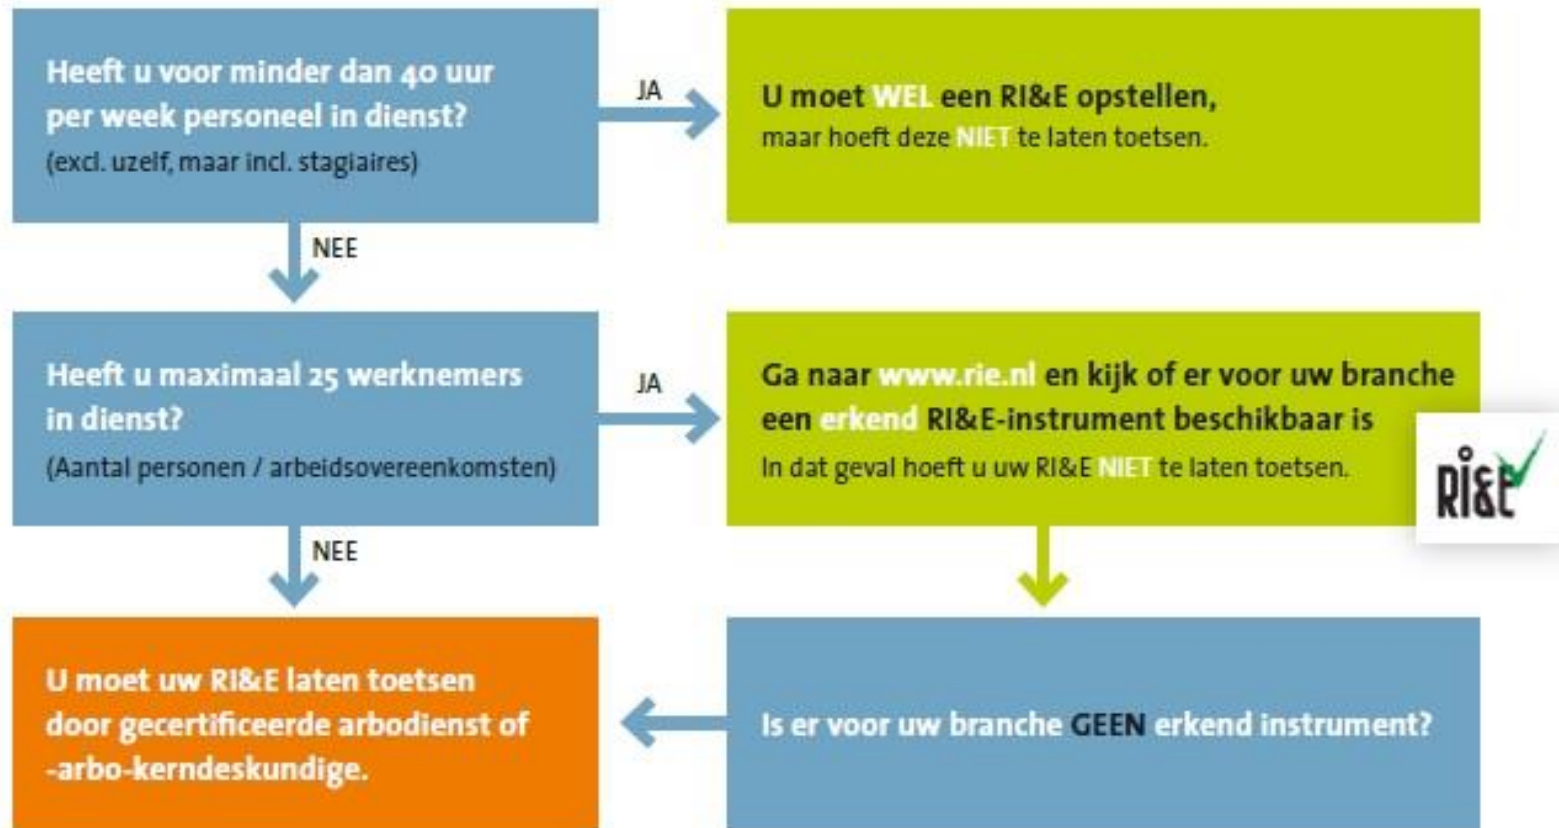 Heeft u voor minder dan 40 uur
per week personeel in dienst?
(excl. uzelf, maar incl. stagiaires)
JA
U moet WEL een RI&E opstellen,
maar hoeft deze NIET te laten toetsen.
NEE
Heeft u maximaal 25 werknemers
in dienst?
(Aantal personen / arbeidsovereenkomsten)
JA
Ga naar www.rie.nl en kijk of er voor uw branche
een erkend RI&E-instrument beschikbaar is
In dat geval hoeft u uw RI&E NIET te laten toetsen.
RI&E
NEE
U moet uw RI&E laten toetsen
door gecertificeerde arbodienst of
-arbo-kerndeskundige.
Is er voor uw branche GEEN erkend instrument?